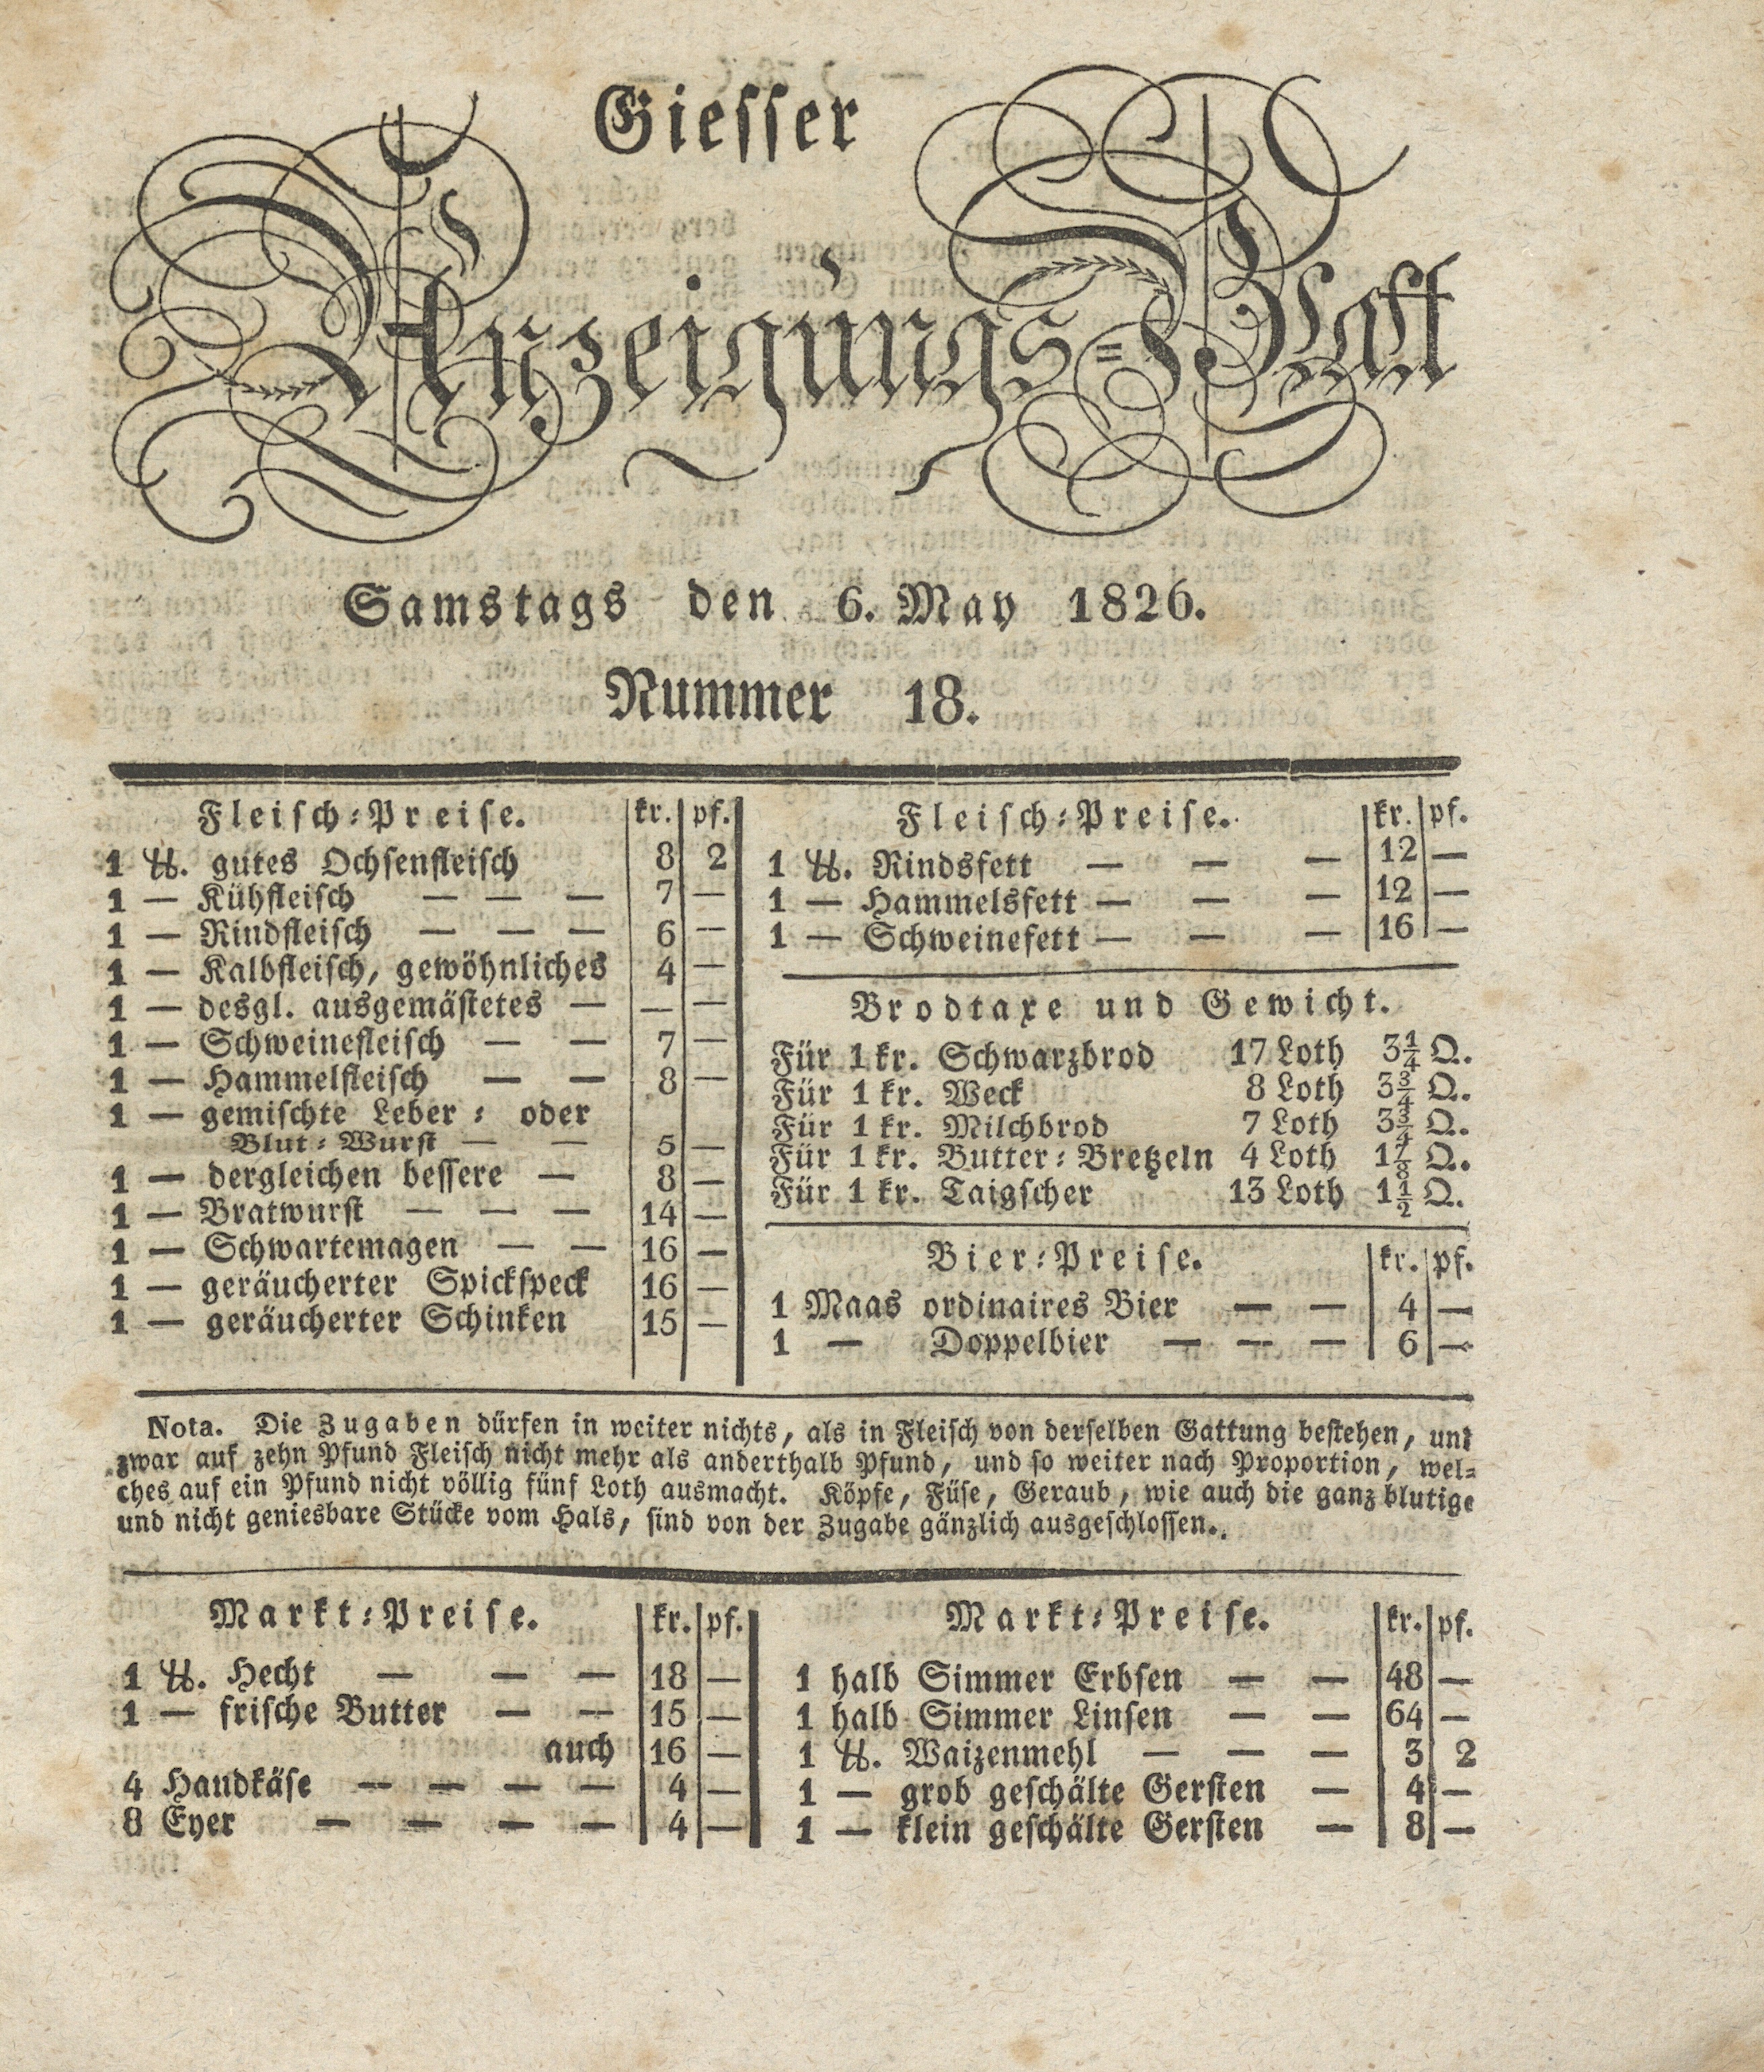 Giesser
Anzeigungs-Blatt
Samstags den 6. May 1826.
Nummer 18.
Fleisch-Preise. kr. pf.
1 ℔. gutes Ochsenfleisch 8 2
1 — Kühfleisch — — — 7 —
1 — Rindfleisch — — — 6 —
1 — Kalbfleisch, gewöhnliches 4 —
1 — desgl. ausgemästetes — — —
1 — Schweinefleisch — — 7 —
1 — Hammelfleisch — — 8 —
1 — gemischte Leber- oder
Blut-Wurst — — 5 —
1 — dergleichen bessere — 8 —
1 — Bratwurst — — — 14 —
1 — Schwartemagen — — 16 —
1 — geräucherter Spickspeck 16 —
1 — geräucherter Schinken 15 —
Fleisch-Preise. kr. pf.
1 ℔. Rindsfett — — — 12 —
1 — Hammelsfett — — — 12 —
1 — Schweinefett — — — 16 —
Brodtaxe und Gewicht.
Für 1 kr. Schwarzbrod 17 Loth 3¼ Q.
Für 1 kr. Weck 8 Loth 3¾ Q.
Für 1 kr. Milchbrod 7 Loth 3¾ Q.
Für 1 kr. Butter-Bretzeln 4 Loth 1⅞ Q.
Für 1 kr. Taigscher 13 Loth 1½ Q.
Bier-Preise. kr. pf.
1 Maas ordinaires Bier — — 4 —
1 — Doppelbier — — — 6 —
Nota. Die Zugaben dürfen in weiter nichts, als in Fleisch von derselben Gattung bestehen, und
zwar auf zehn Pfund Fleisch nicht mehr als anderthalb Pfund, und so weiter nach Proportion, wel-
ches auf ein Pfund nicht völlig fünf Loth ausmacht. Köpfe, Füse, Geraub, wie auch die ganz blutige
und nicht geniesbare Stücke vom Hals, sind von der Zugabe gänzlich ausgeschlossen.
Markt-Preise. kr. pf.
1 ℔. Hecht — — — 18 —
1 — frische Butter — — 15 —
auch 16 —
4 Handkäse — — — — 4 —
8 Eyer — — — — 4 —
Markt-Preise. kr. pf.
1 halb Simmer Erbsen — — 48 —
1 halb Simmer Linsen — — 64 —
1 ℔. Waizenmehl — — — 3 2
1 — grob geschälte Gersten — 4 —
1 — klein geschälte Gersten — 8 —